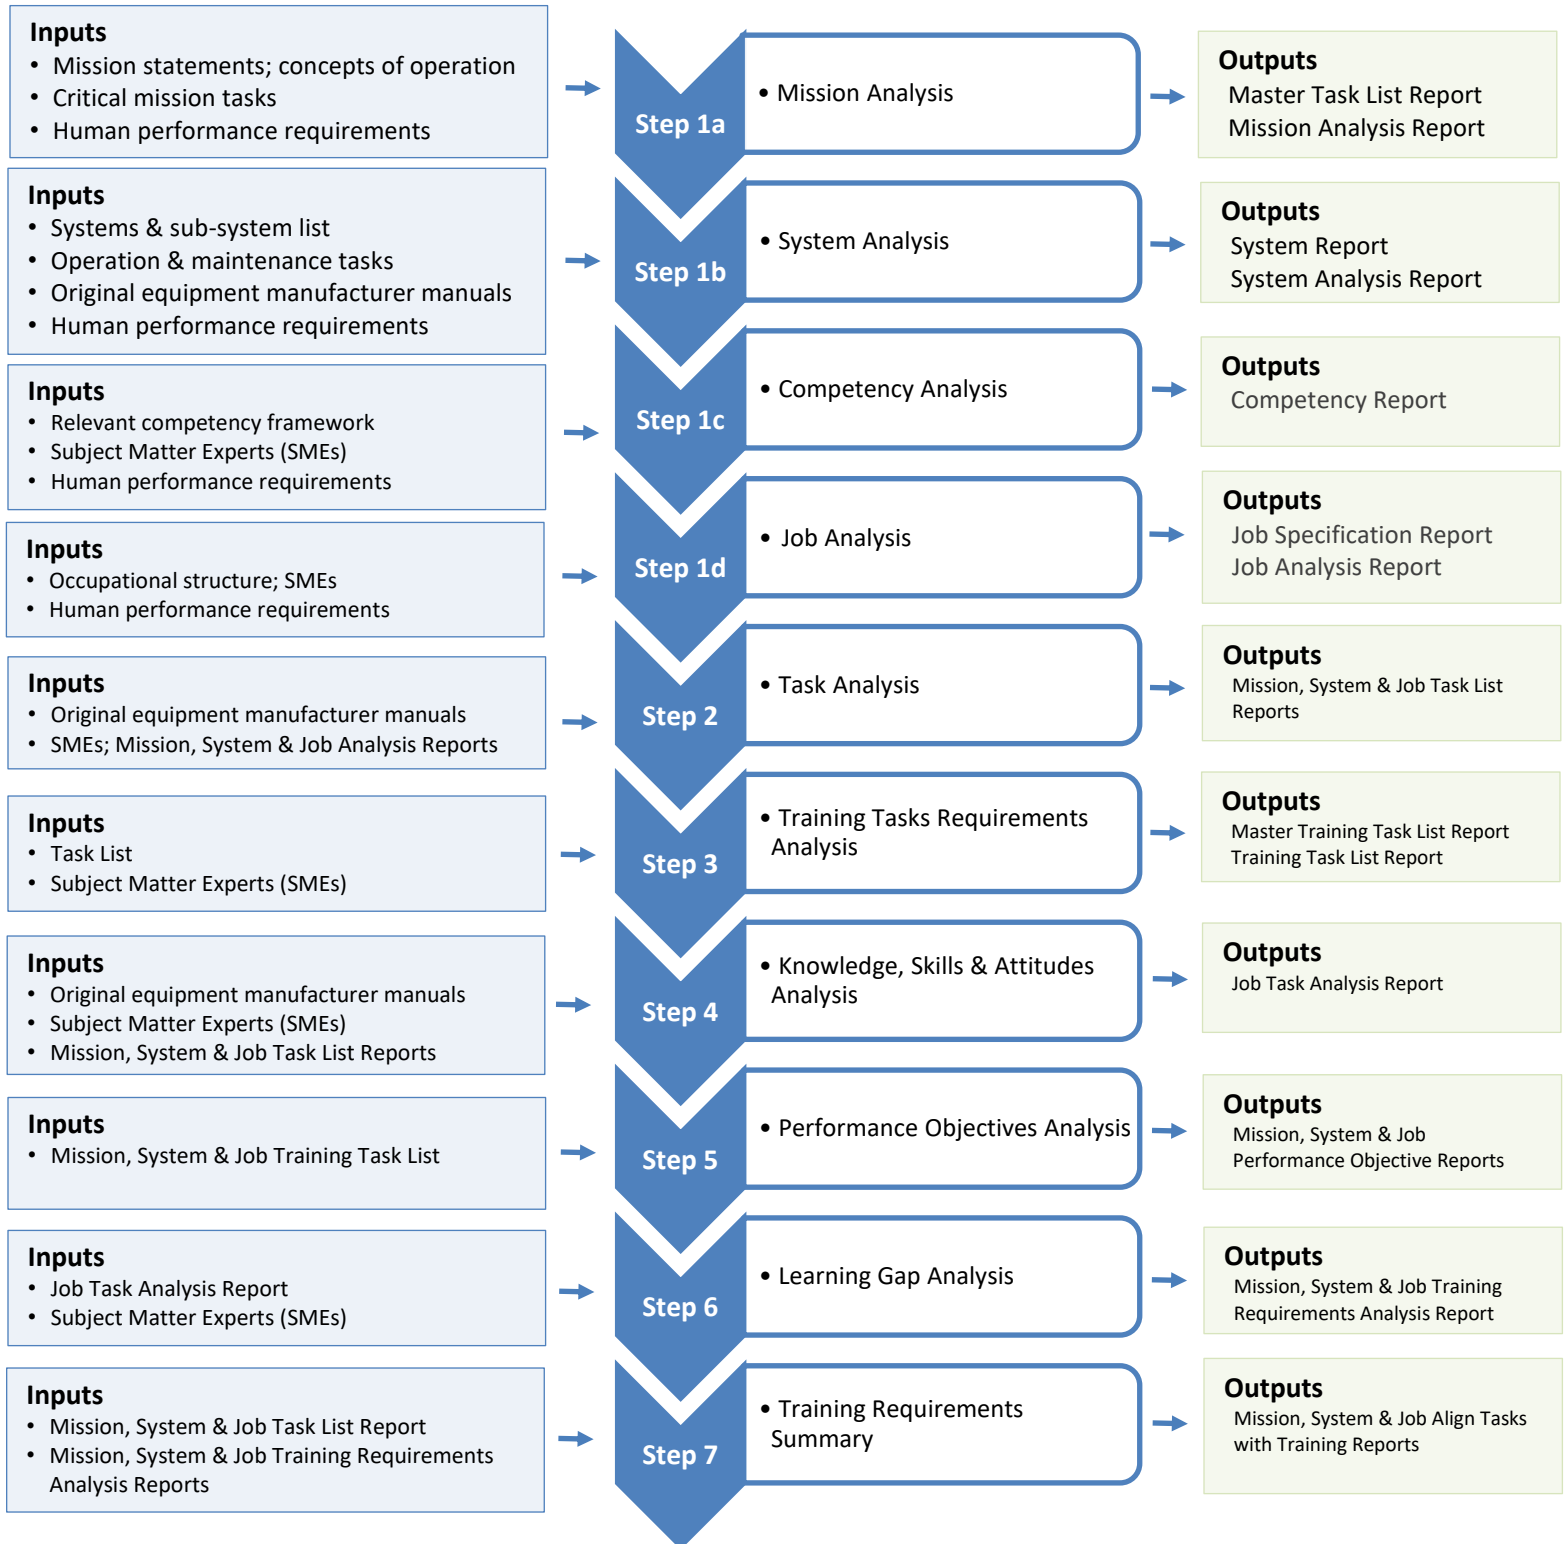 Inputs
• Mission statements; concepts of operation
• Critical mission tasks
• Human performance requirements
Step 1a
• Mission Analysis
Outputs
Master Task List Report
Mission Analysis Report
Inputs
• Systems & sub-system list
• Operation & maintenance tasks
• Original equipment manufacturer manuals
• Human performance requirements
Step 1b
• System Analysis
Outputs
System Report
System Analysis Report
Inputs
• Relevant competency framework
• Subject Matter Experts (SMEs)
• Human performance requirements
Step 1c
• Competency Analysis
Outputs
Competency Report
Inputs
• Occupational structure; SMEs
• Human performance requirements
Step 1d
• Job Analysis
Outputs
Job Specification Report
Job Analysis Report
Inputs
• Original equipment manufacturer manuals
• SMEs; Mission, System & Job Analysis Reports
Step 2
• Task Analysis
Outputs
Mission, System & Job Task List
Reports
Inputs
• Task List
• Subject Matter Experts (SMEs)
Step 3
• Training Tasks Requirements
Analysis
Outputs
Master Training Task List Report
Training Task List Report
Inputs
• Original equipment manufacturer manuals
• Subject Matter Experts (SMEs)
• Mission, System & Job Task List Reports
Step 4
• Knowledge, Skills & Attitudes
Analysis
Outputs
Job Task Analysis Report
Inputs
• Mission, System & Job Training Task List
Step 5
• Performance Objectives Analysis
Outputs
Mission, System & Job
Performance Objective Reports
Inputs
• Job Task Analysis Report
• Subject Matter Experts (SMEs)
Step 6
• Learning Gap Analysis
Outputs
Mission, System & Job Training
Requirements Analysis Report
Inputs
• Mission, System & Job Task List Report
• Mission, System & Job Training Requirements
Analysis Reports
Step 7
• Training Requirements
Summary
Outputs
Mission, System & Job Align Tasks
with Training Reports